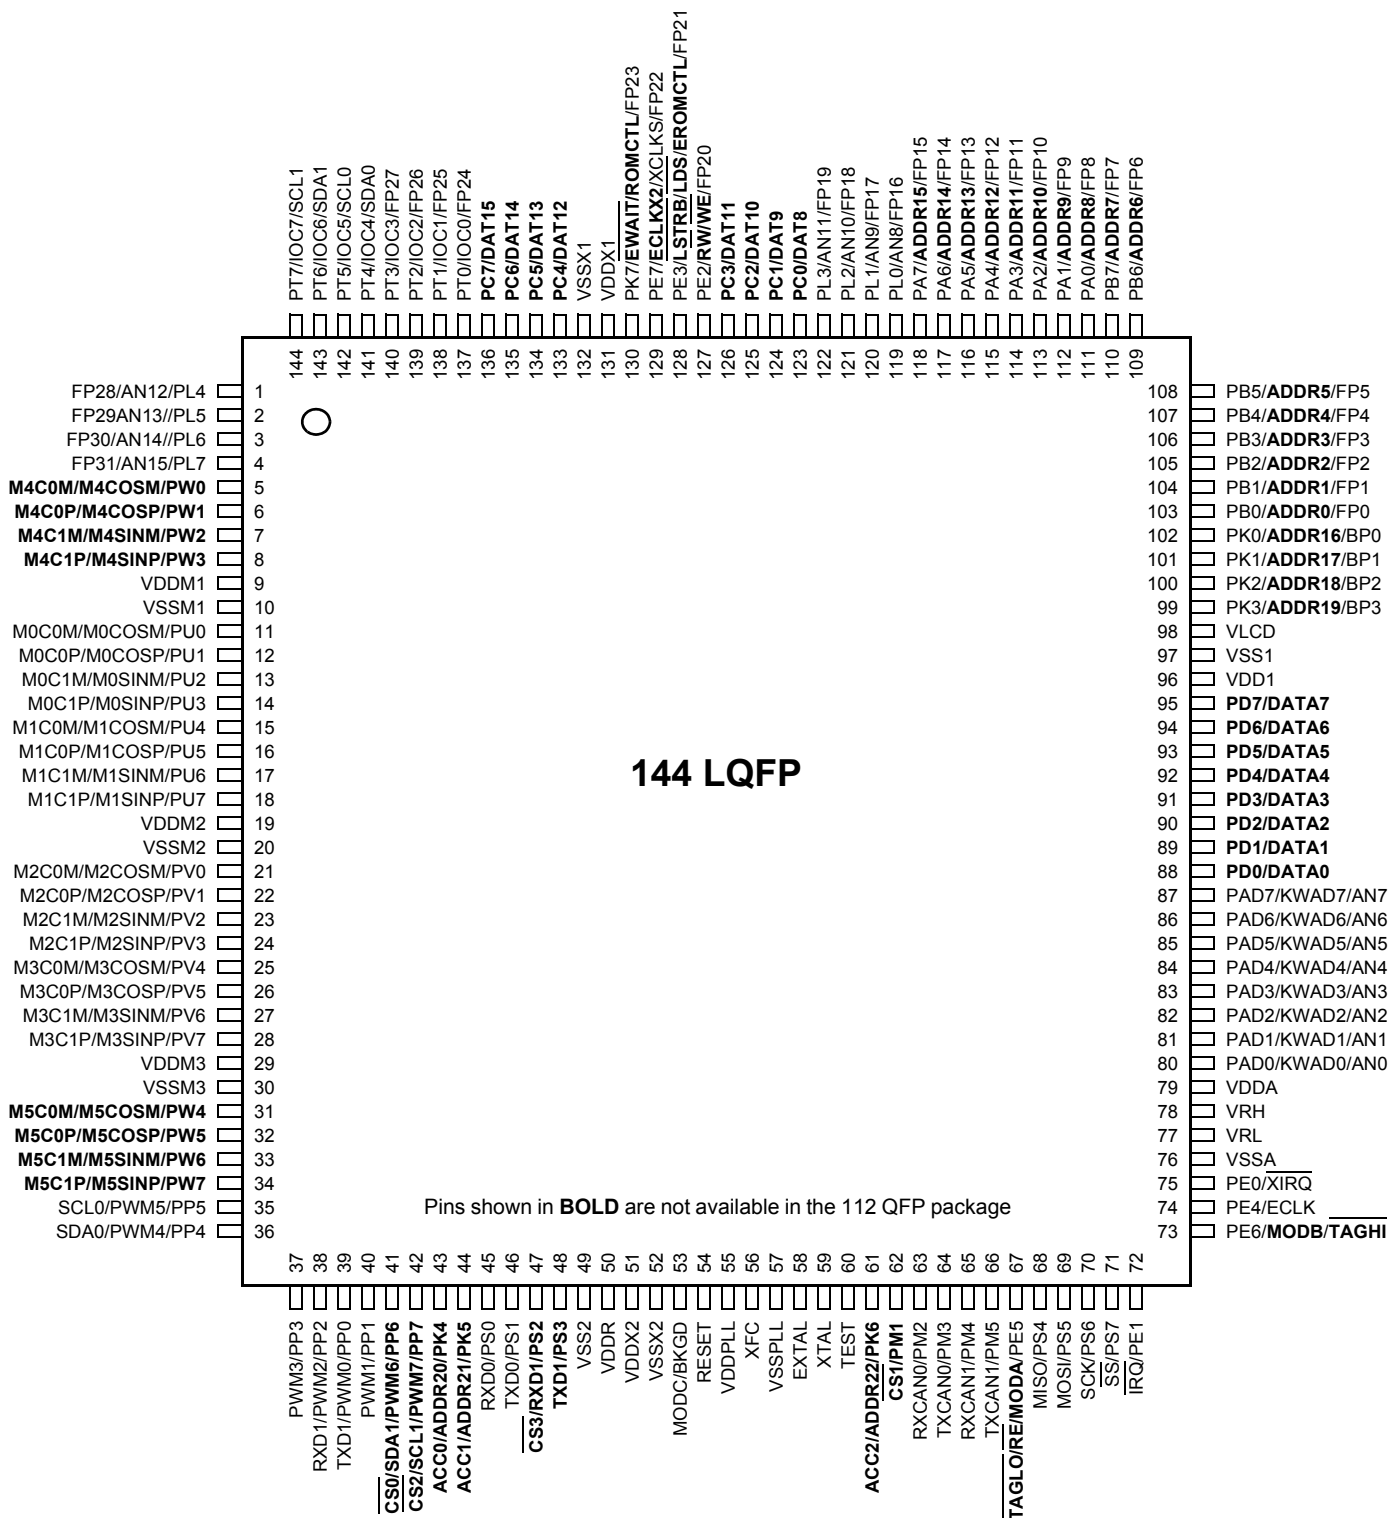 PT7/IOC7/SCL1
PT6/IOC6/SDA1
PT5/IOC5/SCL0
PT4/IOC4/SDA0
PT3/IOC3/FP27
PT2/IOC2/FP26
PT1/IOC1/FP25
PT0/IOC0/FP24
PC7/DAT15
PC6/DAT14
PC5/DAT13
PC4/DAT12
VSSX1
VDDX1
PK7/EWAIT/ROMCTL/FP23
PE7/ECLKX2/XCLKS/FP22
PE3/LSTRB/LDS/EROMCTL/FP21
PE2/RW/WE/FP20
PC3/DAT11
PC2/DAT10
PC1/DAT9
PC0/DAT8
PL3/AN11/FP19
PL2/AN10/FP18
PL1/AN9/FP17
PL0/AN8/FP16
PA7/ADDR15/FP15
PA6/ADDR14/FP14
PA5/ADDR13/FP13
PA4/ADDR12/FP12
PA3/ADDR11/FP11
PA2/ADDR10/FP10
PA1/ADDR9/FP9
PA0/ADDR8/FP8
PB7/ADDR7/FP7
PB6/ADDR6/FP6
144
143
142
141
140
139
138
137
136
135
134
133
132
131
130
129
128
127
126
125
124
123
122
121
120
119
118
117
116
115
114
113
112
111
110
109
FP28/AN12/PL4 1
FP29AN13//PL5 2
FP30/AN14//PL6 3
FP31/AN15/PL7 4
M4C0M/M4COSM/PW0 5
M4C0P/M4COSP/PW1 6
M4C1M/M4SINM/PW2 7
M4C1P/M4SINP/PW3 8
VDDM1 9
VSSM1 10
M0C0M/M0COSM/PU0 11
M0C0P/M0COSP/PU1 12
M0C1M/M0SINM/PU2 13
M0C1P/M0SINP/PU3 14
M1C0M/M1COSM/PU4 15
M1C0P/M1COSP/PU5 16
M1C1M/M1SINM/PU6 17
M1C1P/M1SINP/PU7 18
VDDM2 19
VSSM2 20
M2C0M/M2COSM/PV0 21
M2C0P/M2COSP/PV1 22
M2C1M/M2SINM/PV2 23
M2C1P/M2SINP/PV3 24
M3C0M/M3COSM/PV4 25
M3C0P/M3COSP/PV5 26
M3C1M/M3SINM/PV6 27
M3C1P/M3SINP/PV7 28
VDDM3 29
VSSM3 30
M5C0M/M5COSM/PW4 31
M5C0P/M5COSP/PW5 32
M5C1M/M5SINM/PW6 33
M5C1P/M5SINP/PW7 34
SCL0/PWM5/PP5 35
SDA0/PWM4/PP4 36
144 LQFP
Pins shown in BOLD are not available in the 112 QFP package
108 PB5/ADDR5/FP5
107 PB4/ADDR4/FP4
106 PB3/ADDR3/FP3
105 PB2/ADDR2/FP2
104 PB1/ADDR1/FP1
103 PB0/ADDR0/FP0
102 PK0/ADDR16/BP0
101 PK1/ADDR17/BP1
100 PK2/ADDR18/BP2
99 PK3/ADDR19/BP3
98 VLCD
97 VSS1
96 VDD1
95 PD7/DATA7
94 PD6/DATA6
93 PD5/DATA5
92 PD4/DATA4
91 PD3/DATA3
90 PD2/DATA2
89 PD1/DATA1
88 PD0/DATA0
87 PAD7/KWAD7/AN7
86 PAD6/KWAD6/AN6
85 PAD5/KWAD5/AN5
84 PAD4/KWAD4/AN4
83 PAD3/KWAD3/AN3
82 PAD2/KWAD2/AN2
81 PAD1/KWAD1/AN1
80 PAD0/KWAD0/AN0
79 VDDA
78 VRH
77 VRL
76 VSSA
75 PE0/XIRQ
74 PE4/ECLK
73 PE6/MODB/TAGHI
37
38
39
40
41
42
43
44
45
46
47
48
49
50
51
52
53
54
55
56
57
58
59
60
61
62
63
64
65
66
67
68
69
70
71
72
PWM3/PP3
RXD1/PWM2/PP2
TXD1/PWM0/PP0
PWM1/PP1
CS0/SDA1/PWM6/PP6
CS2/SCL1/PWM7/PP7
ACC0/ADDR20/PK4
ACC1/ADDR21/PK5
RXD0/PS0
TXD0/PS1
CS3/RXD1/PS2
TXD1/PS3
VSS2
VDDR
VDDX2
VSSX2
MODC/BKGD
RESET
VDDPLL
XFC
VSSPLL
EXTAL
XTAL
TEST
ACC2/ADDR22/PK6
CS1/PM1
RXCAN0/PM2
TXCAN0/PM3
RXCAN1/PM4
TXCAN1/PM5
TAGLO/RE/MODA/PE5
MISO/PS4
MOSI/PS5
SCK/PS6
SS/PS7
IRQ/PE1